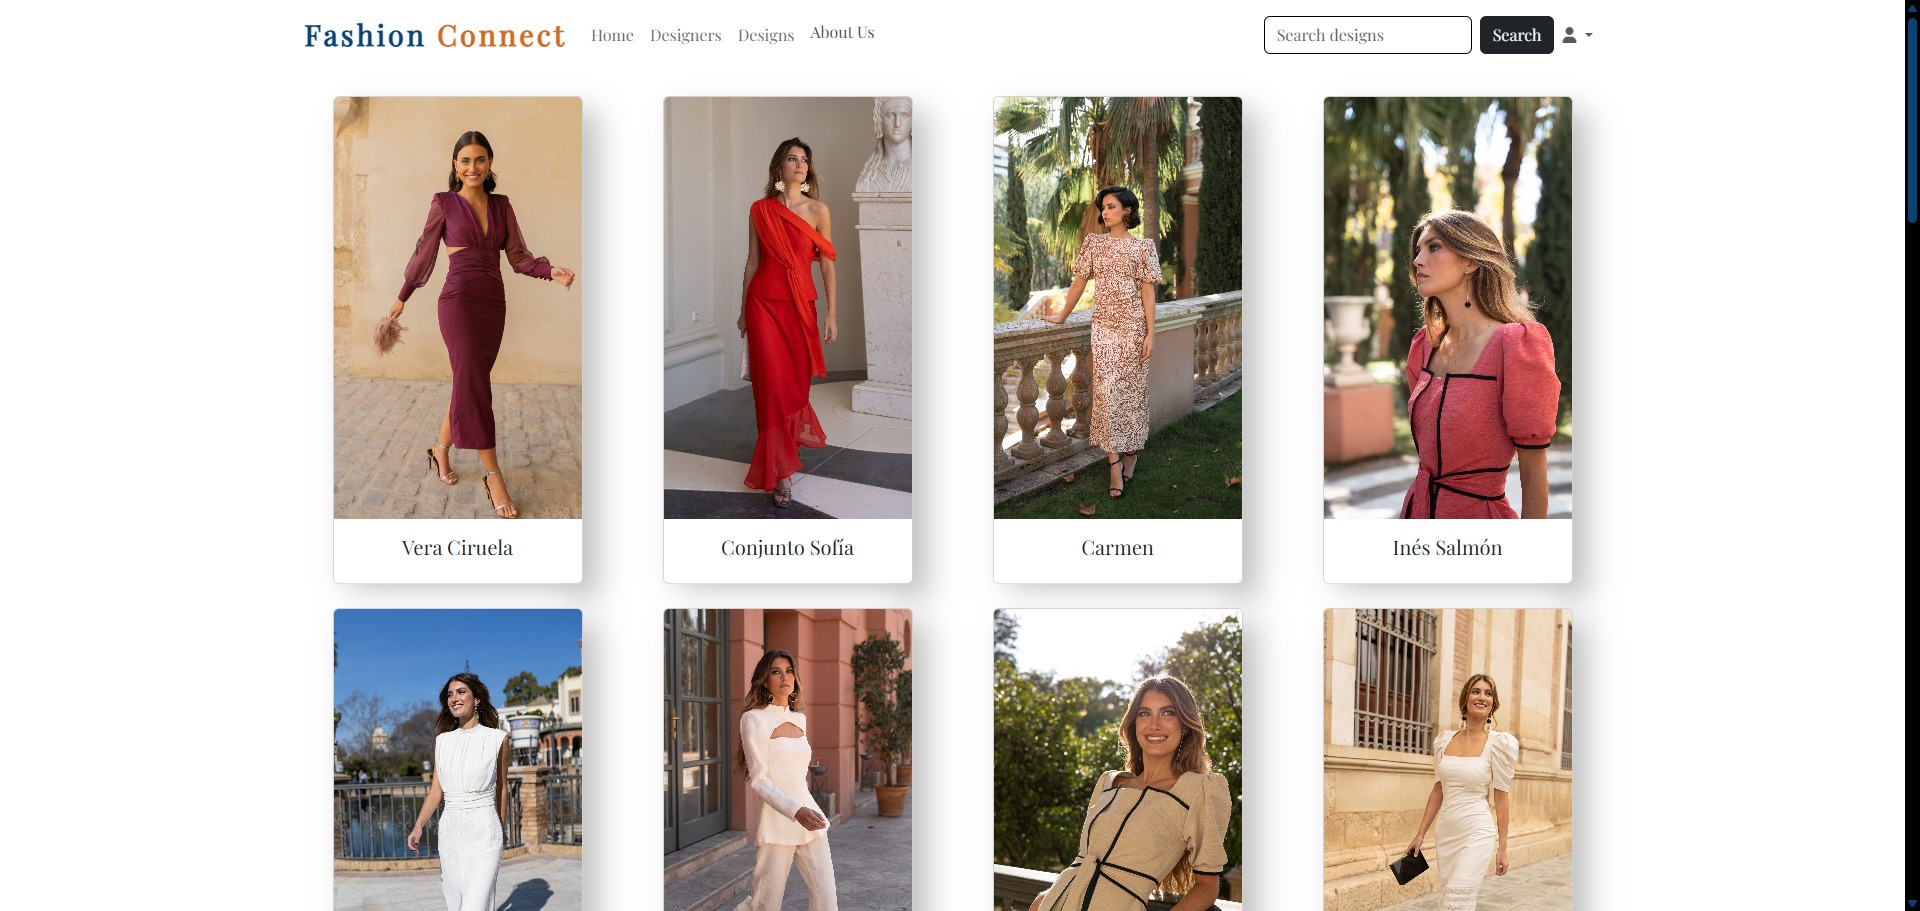 Fashion Connect Home Designers Designs About Us Search designs Search
Vera Ciruela Conjunto Sofía Carmen Inés Salmón